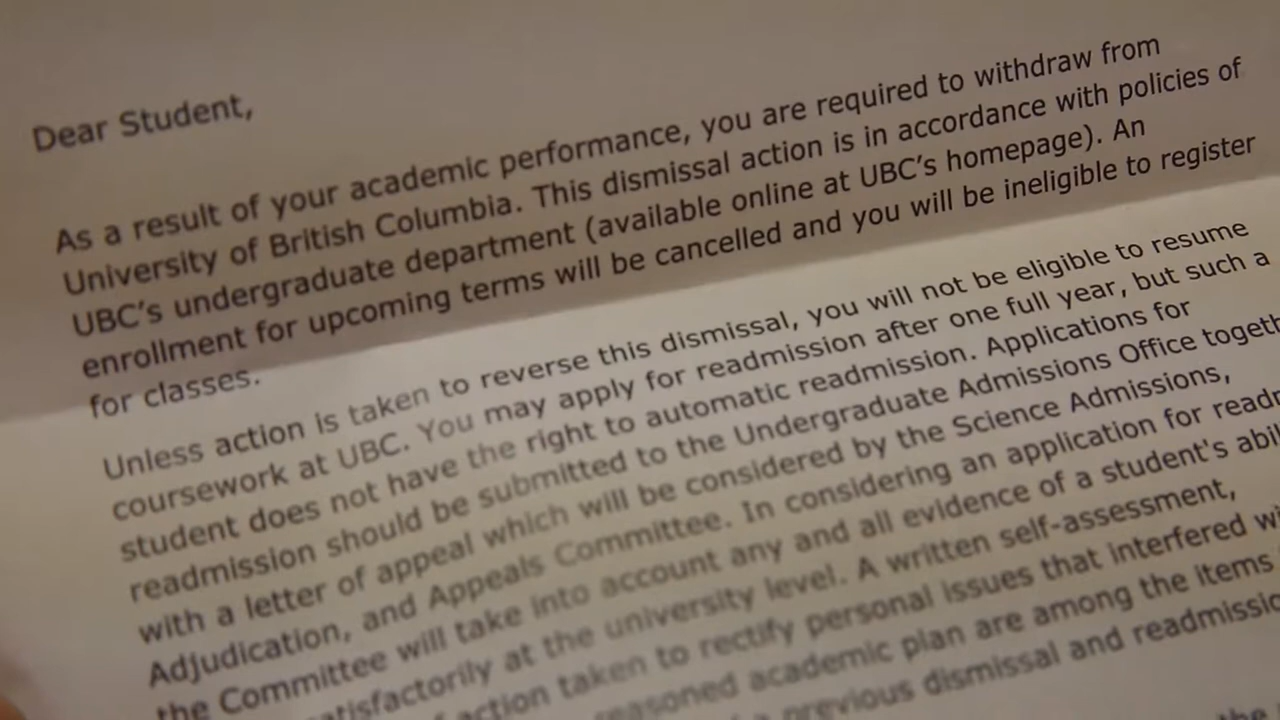 Dear Student,
As a result of your academic performance, you are required to withdraw from
University of British Columbia. This dismissal action is in accordance with policies of
UBC's undergraduate department (available online at UBC's homepage). An
enrollment for upcoming terms will be cancelled and you will be ineligible to register
for classes.
Unless action is taken to reverse this dismissal, you will not be eligible to resume
coursework at UBC. You may apply for readmission after one full year, but such a
student does not have the right to automatic readmission. Applications for
readmission should be submitted to the Undergraduate Admissions Office
with a letter of appeal which will be considered by the Science Admissions,
Adjudication, and Appeals Committee. In considering an application for
the Committee will take into account any and all evidence of a student's
at the university level. A written self-assessment,
action taken to rectify personal issues that interfered
academic plan are among the items
previous dismissal and
the